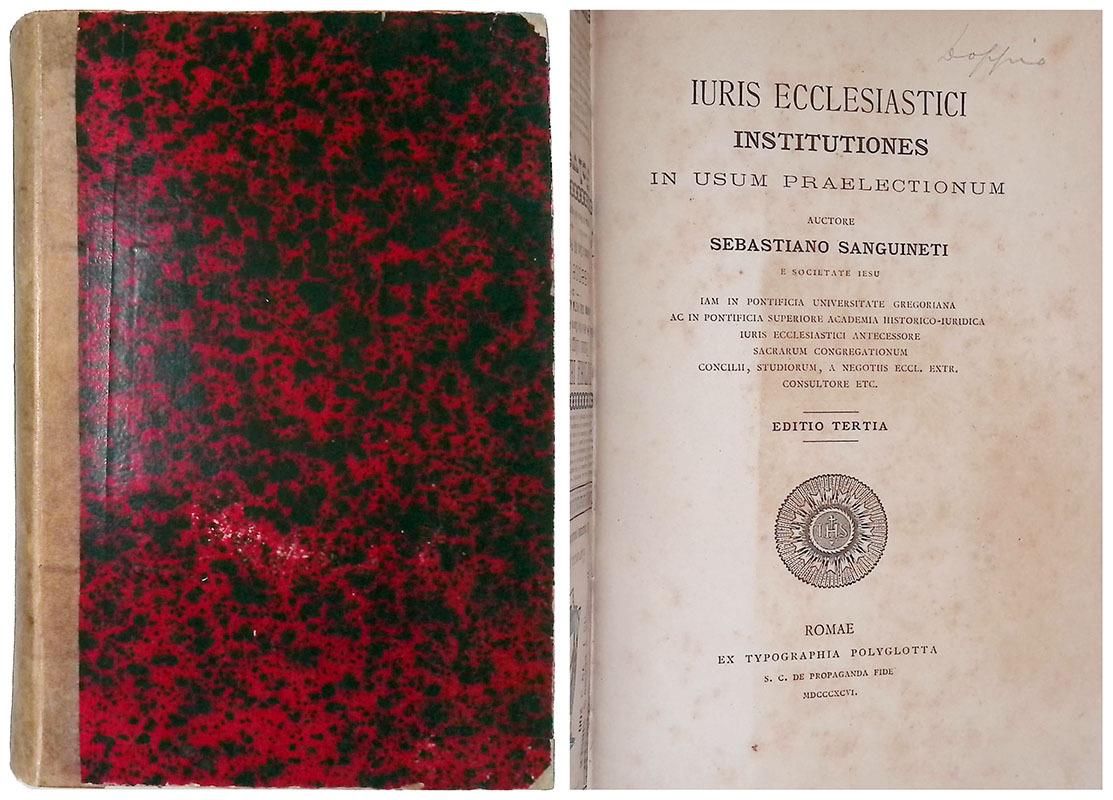 Doppio
IURIS ECCLESIASTICI
INSTITUTIONES
IN USUM PRAELECTIONUM
AUCTORE
SEBASTIANO SANGUINETI
E SOCIETATE IESU
IAM IN PONTIFICIA UNIVERSITATE GREGORIANA
AC IN PONTIFICIA SUPERIORE ACADEMIA HISTORICO-IURIDICA
IURIS ECCLESIASTICI ANTECESSORE
SACRARUM CONGREGATIONUM
CONCILII, STUDIORUM, A NEGOTIIS ECCL. EXTR.
CONSULTORE ETC.
EDITIO TERTIA
IHS
ROMAE
EX TYPOGRAPHIA POLYGLOTTA
S. C. DE PROPAGANDA FIDE
MDCCCXCVI.